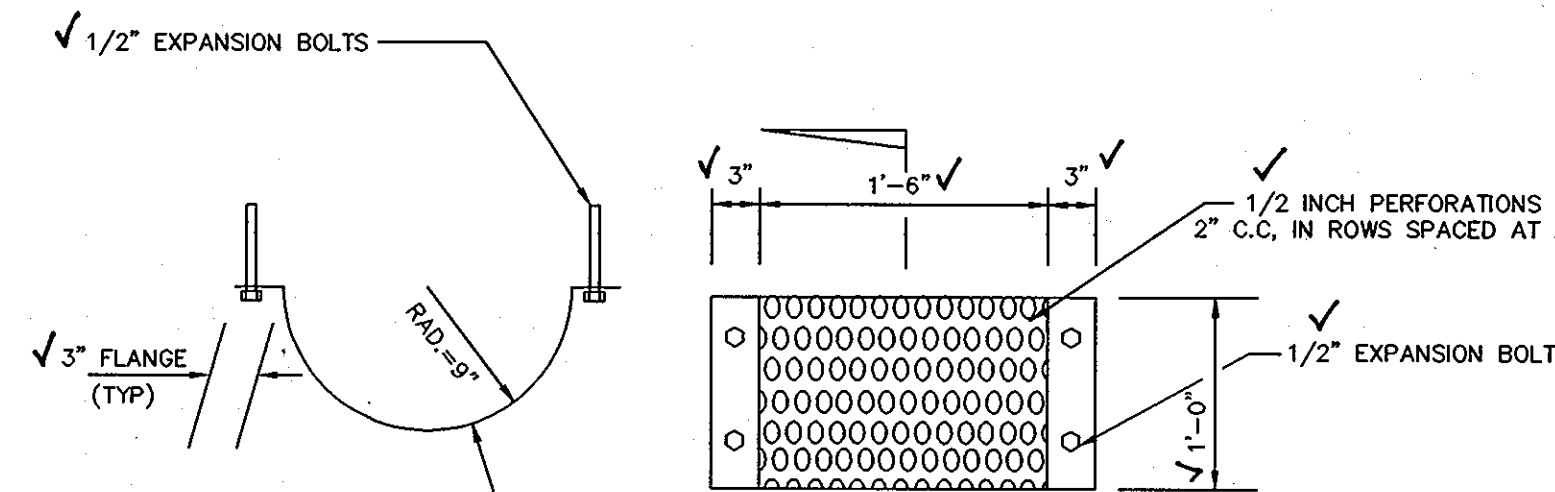 √ 1/2" EXPANSION BOLTS
√ 3" FLANGE
(TYP)
RAD.=9"
√ 3"
1'-6" √
3" √
√
1/2 INCH PERFORATIONS
2" C.C, IN ROWS SPACED AT
√
1/2" EXPANSION BOLT
√ 1'-0"